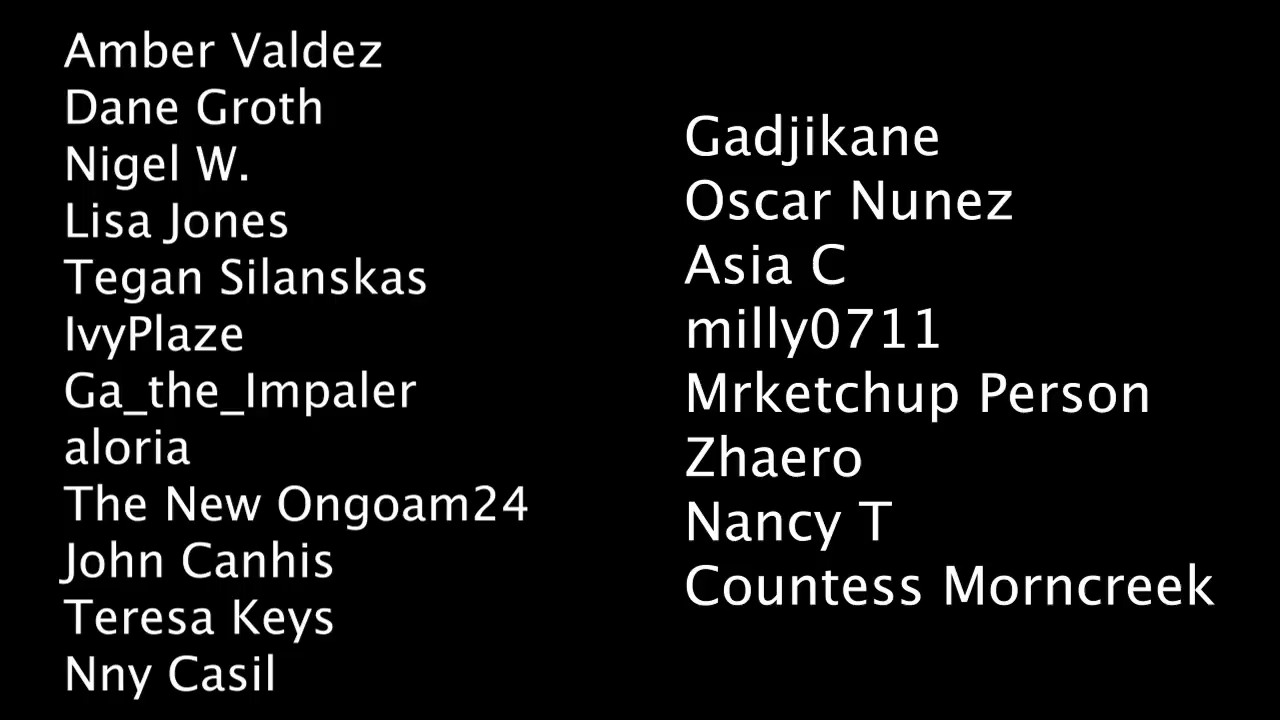 Amber Valdez
Dane Groth
Nigel W.
Lisa Jones
Tegan Silanskas
IvyPlaze
Ga_the_Impaler
aloria
The New Ongoam24
John Canhis
Teresa Keys
Nny Casil
Gadjikane
Oscar Nunez
Asia C
milly0711
Mrketchup Person
Zhaero
Nancy T
Countess Morncreek